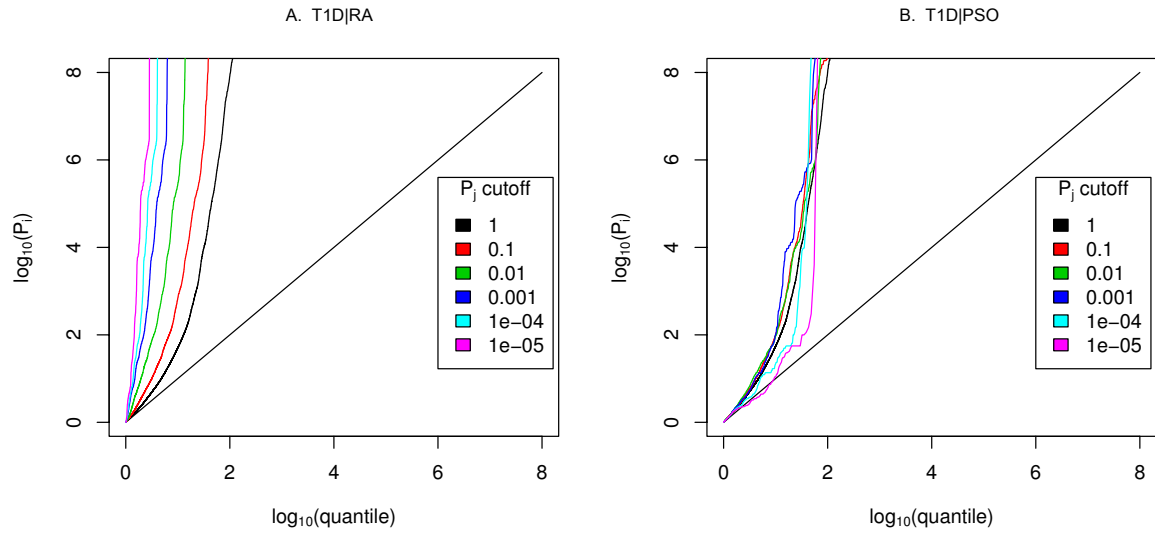 A. T1D|RA
8
6
4
2
0
log₁₀(Pᵢ)
0 2 4 6 8
log₁₀(quantile)
P_j cutoff
1
0.1
0.01
0.001
1e−04
1e−05
B. T1D|PSO
8
6
4
2
0
log₁₀(Pᵢ)
0 2 4 6 8
log₁₀(quantile)
P_j cutoff
1
0.1
0.01
0.001
1e−04
1e−05